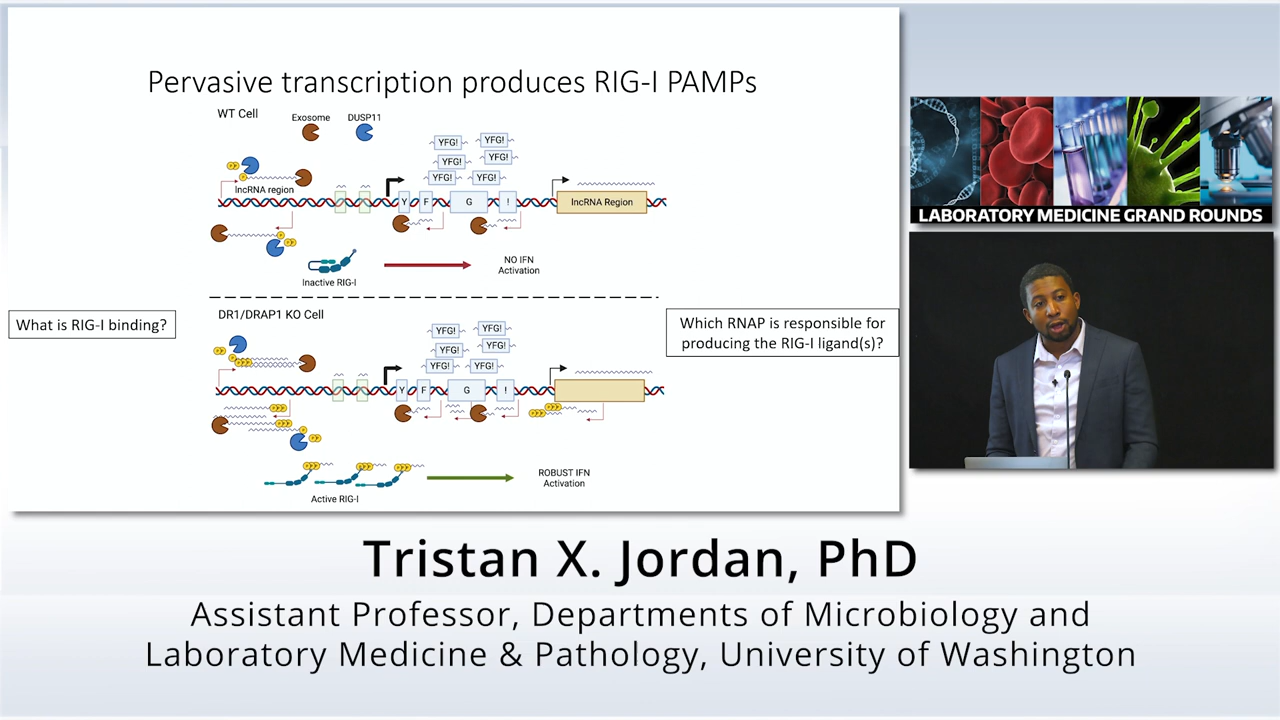 Pervasive transcription produces RIG-I PAMPs
WT Cell
Exosome
DUSP11
YFG!
YFG!
YFG!
YFG!
YFG!
YFG!
P P
P
lncRNA region
Y
F
G
!
lncRNA Region
P
P P
Inactive RIG-I
NO IFN
Activation
What is RIG-I binding?
Which RNAP is responsible for
producing the RIG-I ligand(s)?
DR1/DRAP1 KO Cell
YFG!
YFG!
YFG!
YFG!
YFG!
YFG!
Y
F
G
!
Active RIG-I
ROBUST IFN
Activation
LABORATORY MEDICINE GRAND ROUNDS
Tristan X. Jordan, PhD
Assistant Professor, Departments of Microbiology and
Laboratory Medicine & Pathology, University of Washington